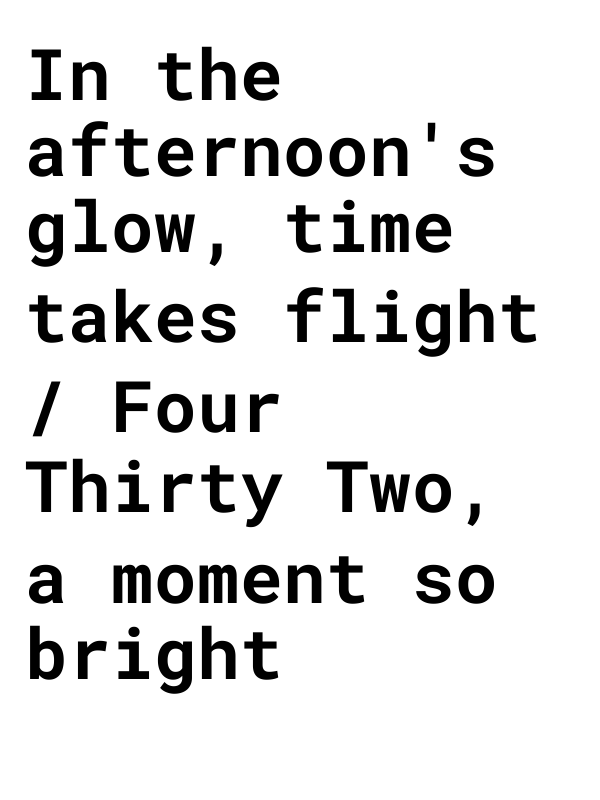 In the
afternoon's
glow, time
takes flight
/ Four
Thirty Two,
a moment so
bright